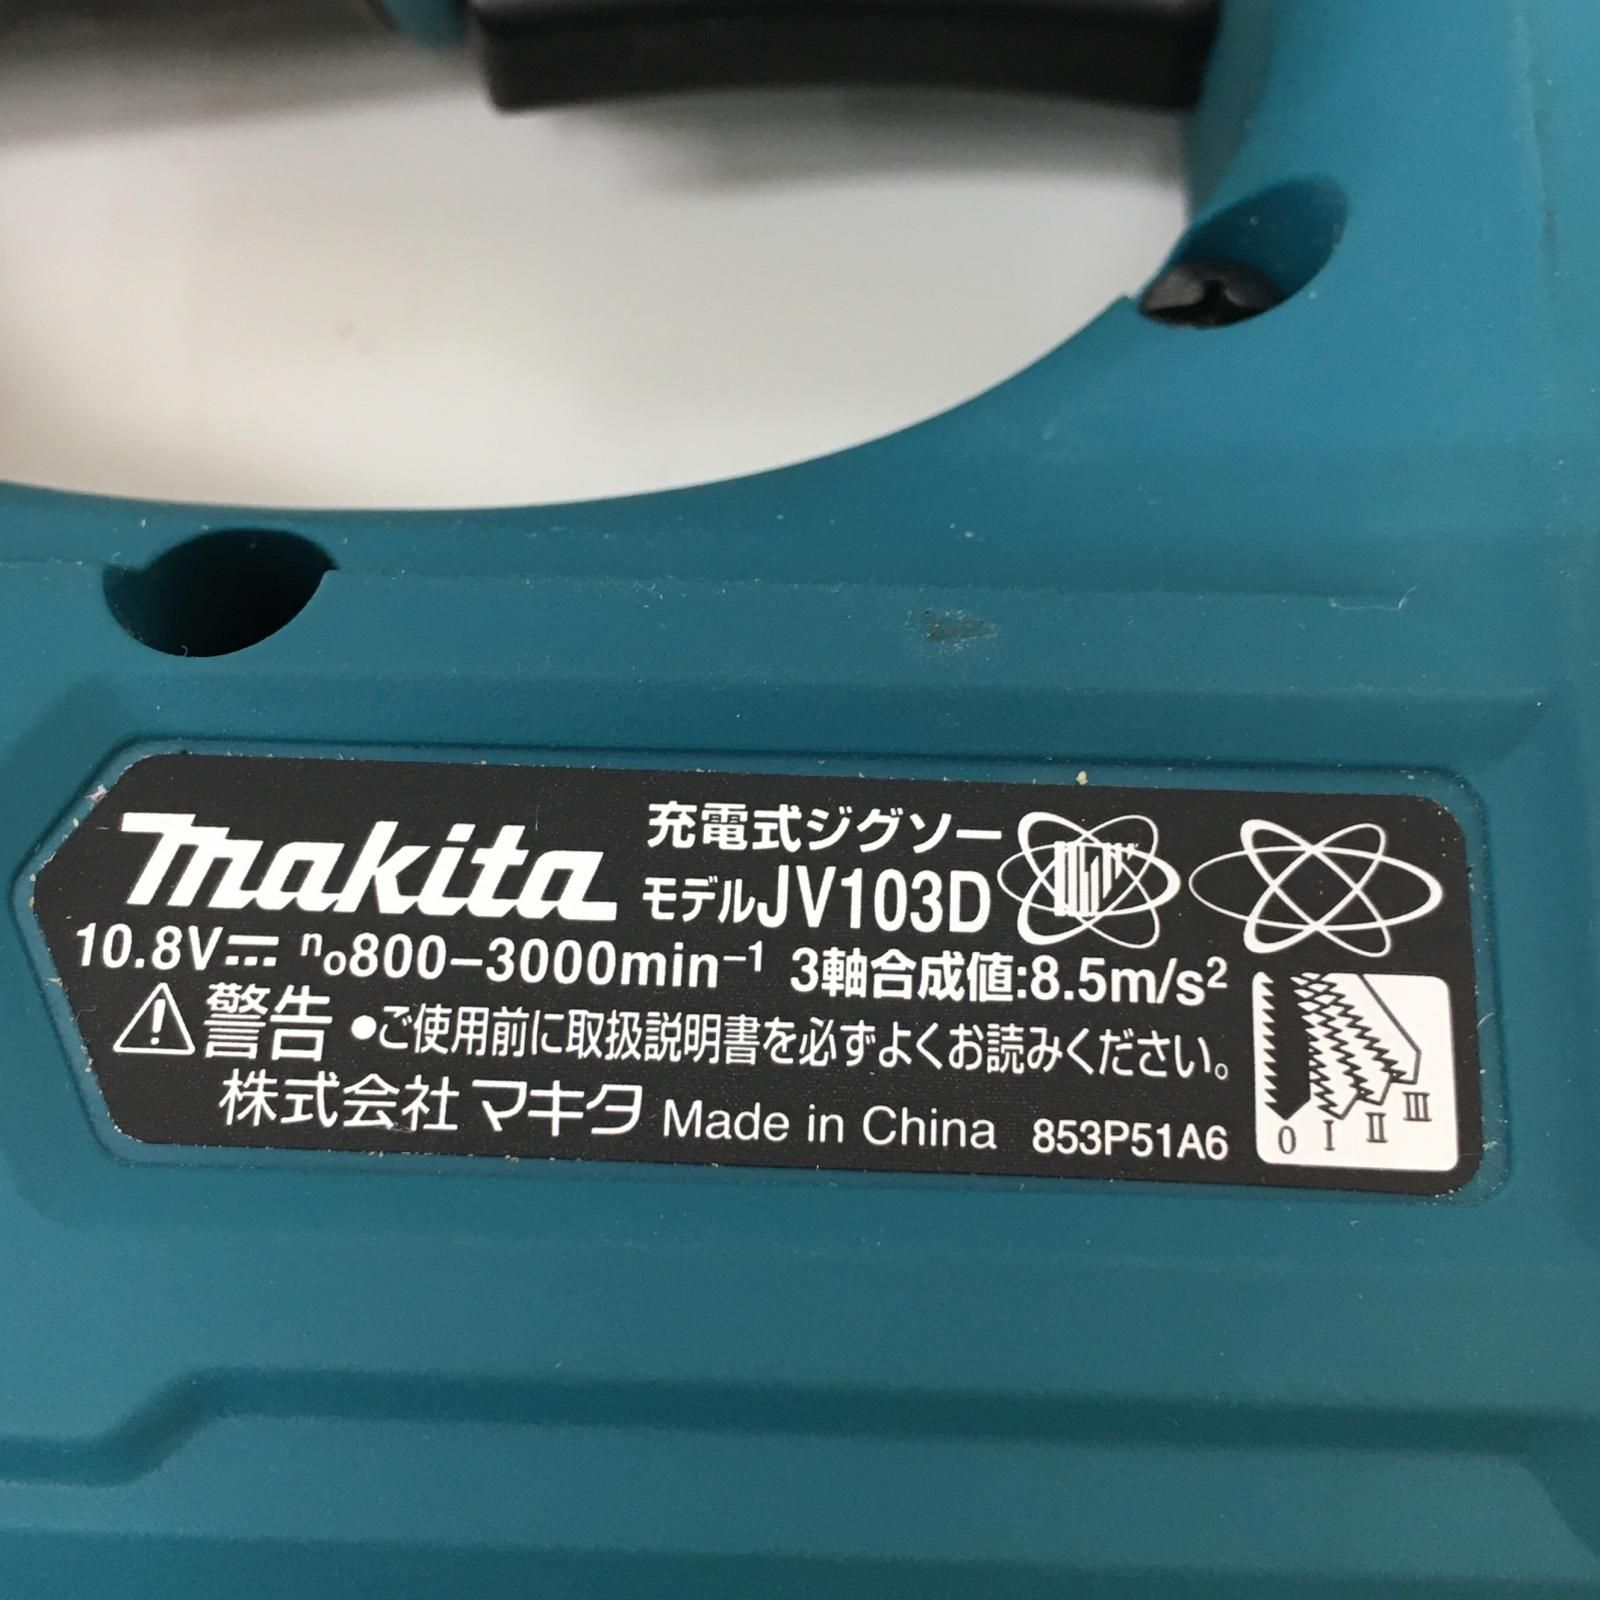 makita 充電式ジグソー
モデルJV103D
10.8V⎓ n₀800-3000min⁻¹ 3軸合成値:8.5m/s²
⚠警告 ●ご使用前に取扱説明書を必ずよくお読みください。
株式会社マキタ Made in China 853P51A6
0 I II III